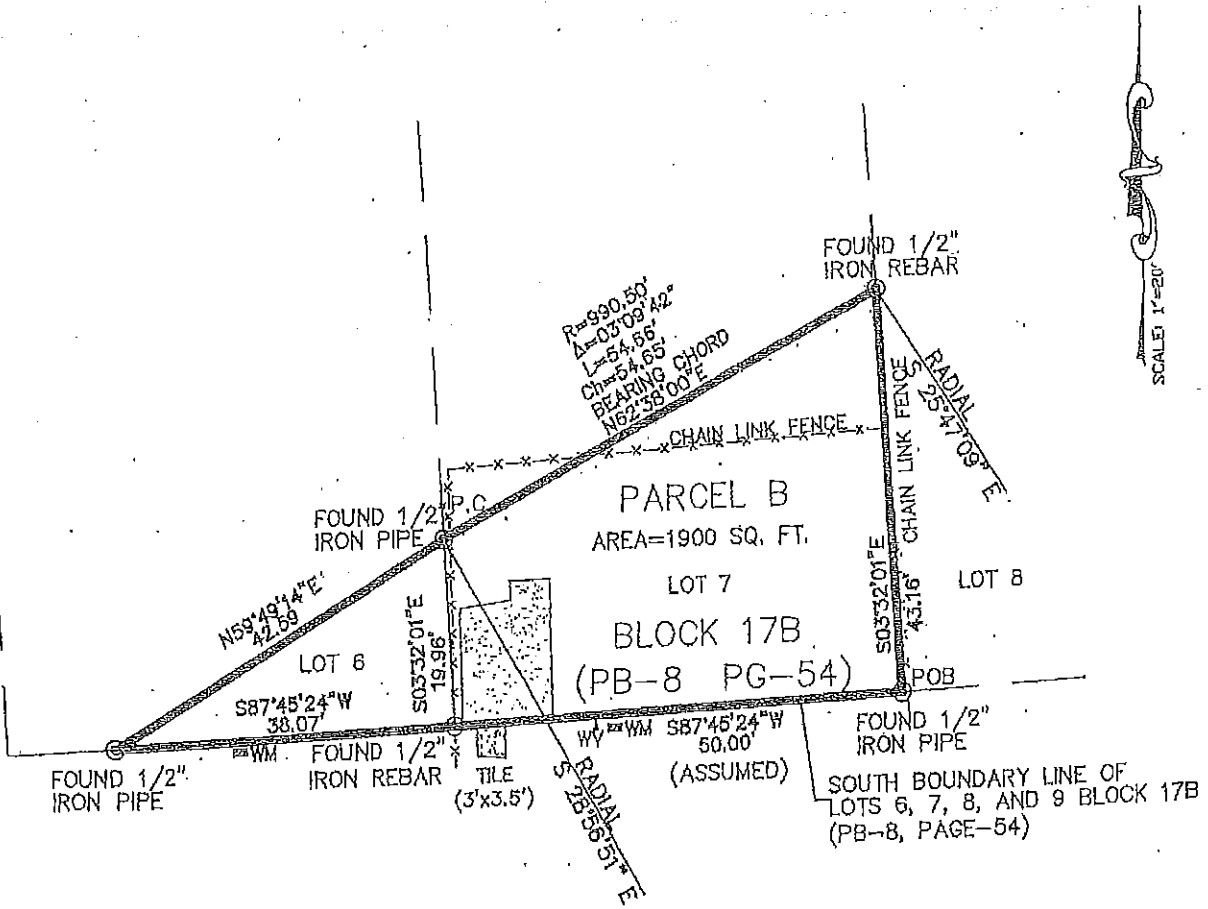 FOUND 1/2"
IRON REBAR
R=990.50'
Δ=03°09'42"
L=54.66'
Ch=54.65'
BEARING CHORD
N62°38'00"E
RADIAL
S 25°47'09" E
SCALE: 1"=20'
CHAIN LINK FENCE
CHAIN LINK FENCE
P.C.
FOUND 1/2"
IRON PIPE
PARCEL B
AREA=1900 SQ. FT.
LOT 7
LOT 8
BLOCK 17B
(PB-8 PG-54)
S03°32'01"E
43.16'
N59°49'14"E
42.69
LOT 6
S03°32'01"E
19.96'
S87°45'24"W
38.07'
WM
FOUND 1/2"
IRON PIPE
FOUND 1/2"
IRON REBAR
TILE
(3'x3.5')
WV
WM
S87°45'24"W
50.00'
(ASSUMED)
POB
FOUND 1/2"
IRON PIPE
RADIAL
S 28°56'51" E
SOUTH BOUNDARY LINE OF
LOTS 6, 7, 8, AND 9 BLOCK 17B
(PB-8, PAGE-54)